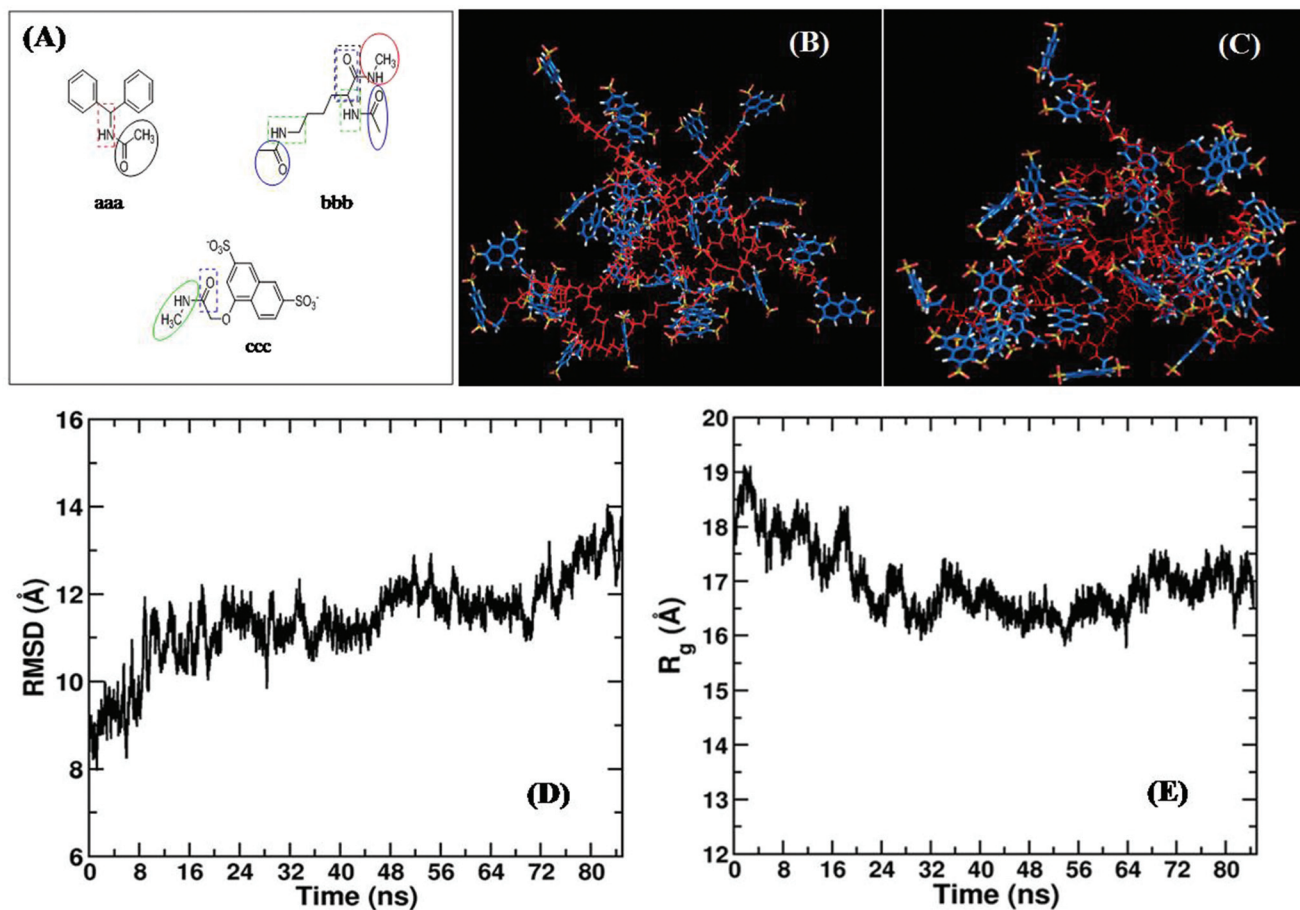 (A)
HN
CH3
O
aaa
O
CH3
NH
HN
O
NH
O
bbb
-O3S
O
HN
SO3-
H3C
O
ccc
(B)
(C)
16
14
12
10
8
6
RMSD (Å)
0 8 16 24 32 40 48 56 64 72 80
Time (ns)
(D)
20
19
18
17
16
15
14
13
12
Rg (Å)
0 8 16 24 32 40 48 56 64 72 80
Time (ns)
(E)